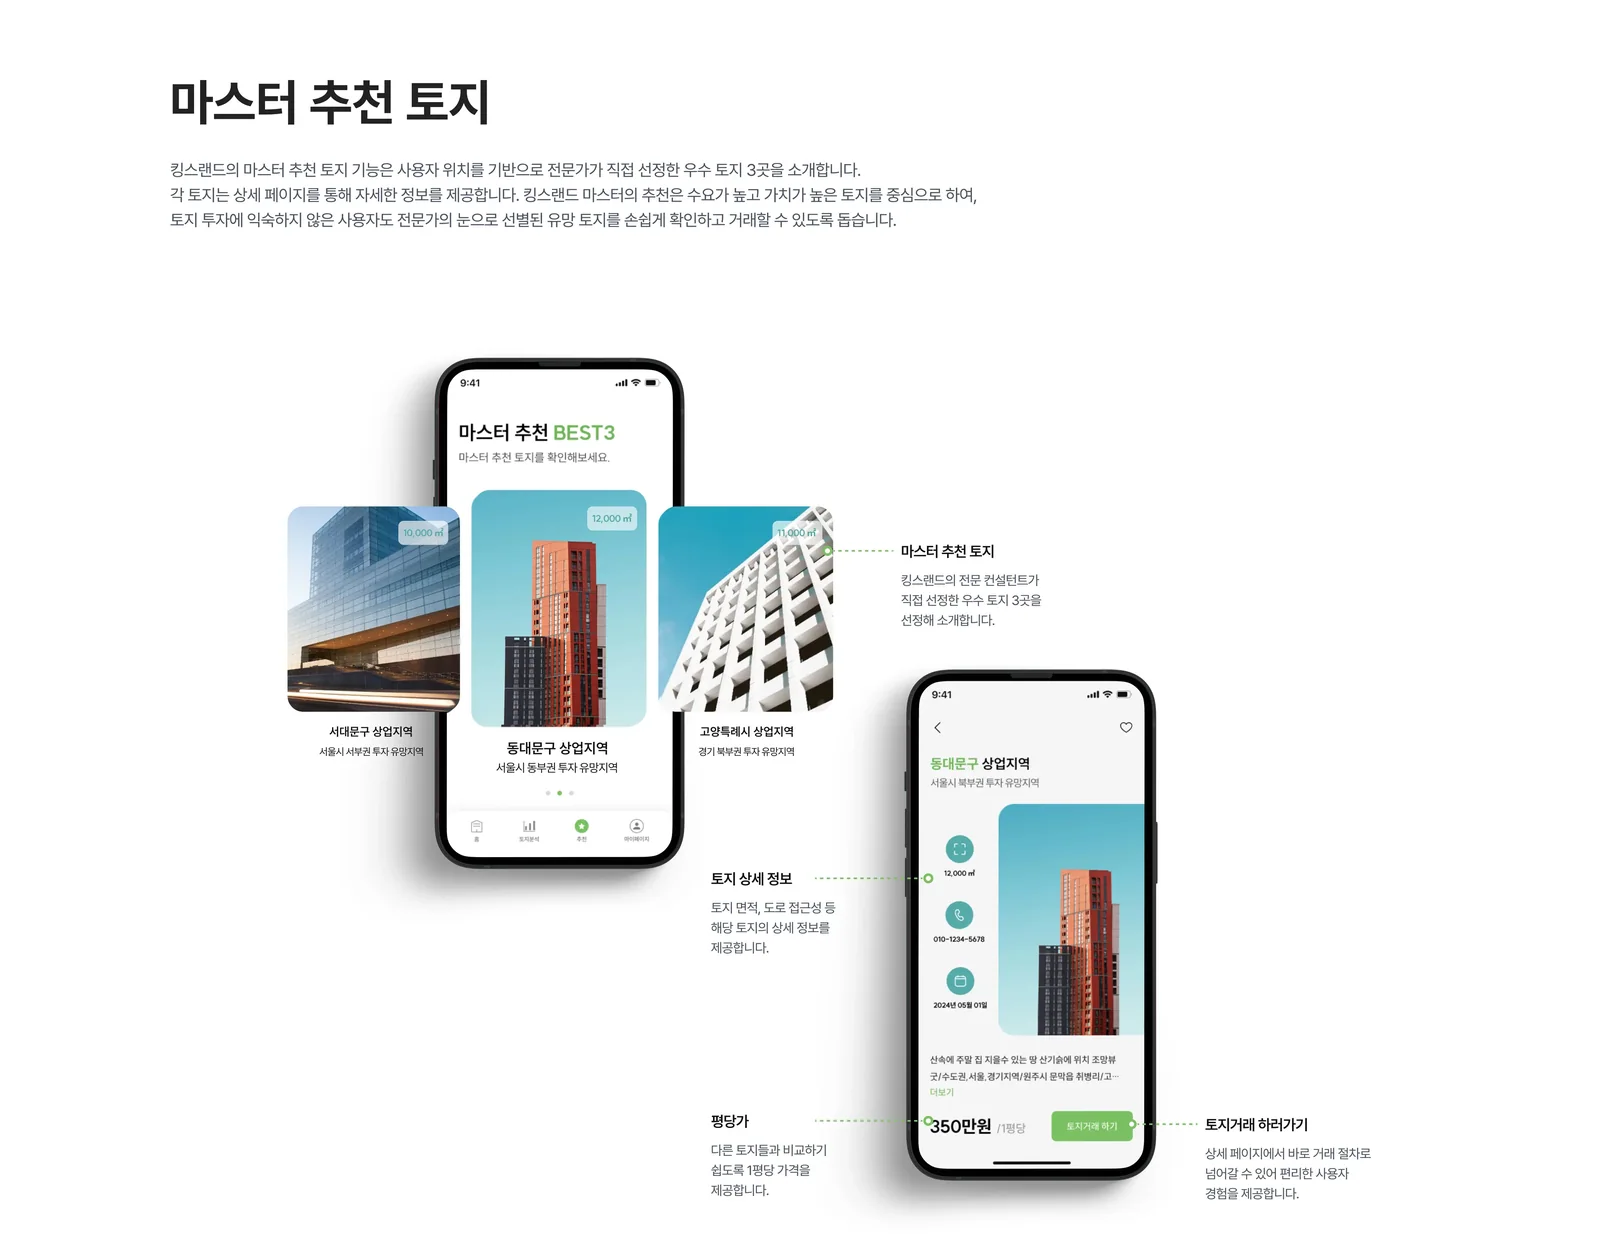 마스터 추천 토지
킹스랜드의 마스터 추천 토지 기능은 사용자 위치를 기반으로 전문가가 직접 선정한 우수 토지 3곳을 소개합니다.
각 토지는 상세 페이지를 통해 자세한 정보를 제공합니다. 킹스랜드 마스터의 추천은 수요가 높고 가치가 높은 토지를 중심으로 하여,
토지 투자에 익숙하지 않은 사용자도 전문가의 눈으로 선별된 유망 토지를 손쉽게 확인하고 거래할 수 있도록 돕습니다.
9:41
마스터 추천 BEST3
마스터 추천 토지를 확인해보세요.
10,000 ㎡
12,000 ㎡
11,000 ㎡
서대문구 상업지역
서울시 서부권 투자 유망지역
동대문구 상업지역
서울시 동부권 투자 유망지역
고양특례시 상업지역
경기 북부권 투자 유망지역
홈
토지분석
추천
마이페이지
마스터 추천 토지
킹스랜드의 전문 컨설턴트가
직접 선정한 우수 토지 3곳을
선정해 소개합니다.
9:41
동대문구 상업지역
서울시 북부권 투자 유망지역
12,000 ㎡
010-1234-5678
2024년 05월 01일
산속에 주말 집 지을수 있는 땅 산기슭에 위치 조망뷰
굿/수도권,서울,경기지역/원주시 문막읍 취병리/고···
더보기
350만원 /1평당
토지거래 하기
토지 상세 정보
토지 면적, 도로 접근성 등
해당 토지의 상세 정보를
제공합니다.
평당가
다른 토지들과 비교하기
쉽도록 1평당 가격을
제공합니다.
토지거래 하러가기
상세 페이지에서 바로 거래 절차로
넘어갈 수 있어 편리한 사용자
경험을 제공합니다.